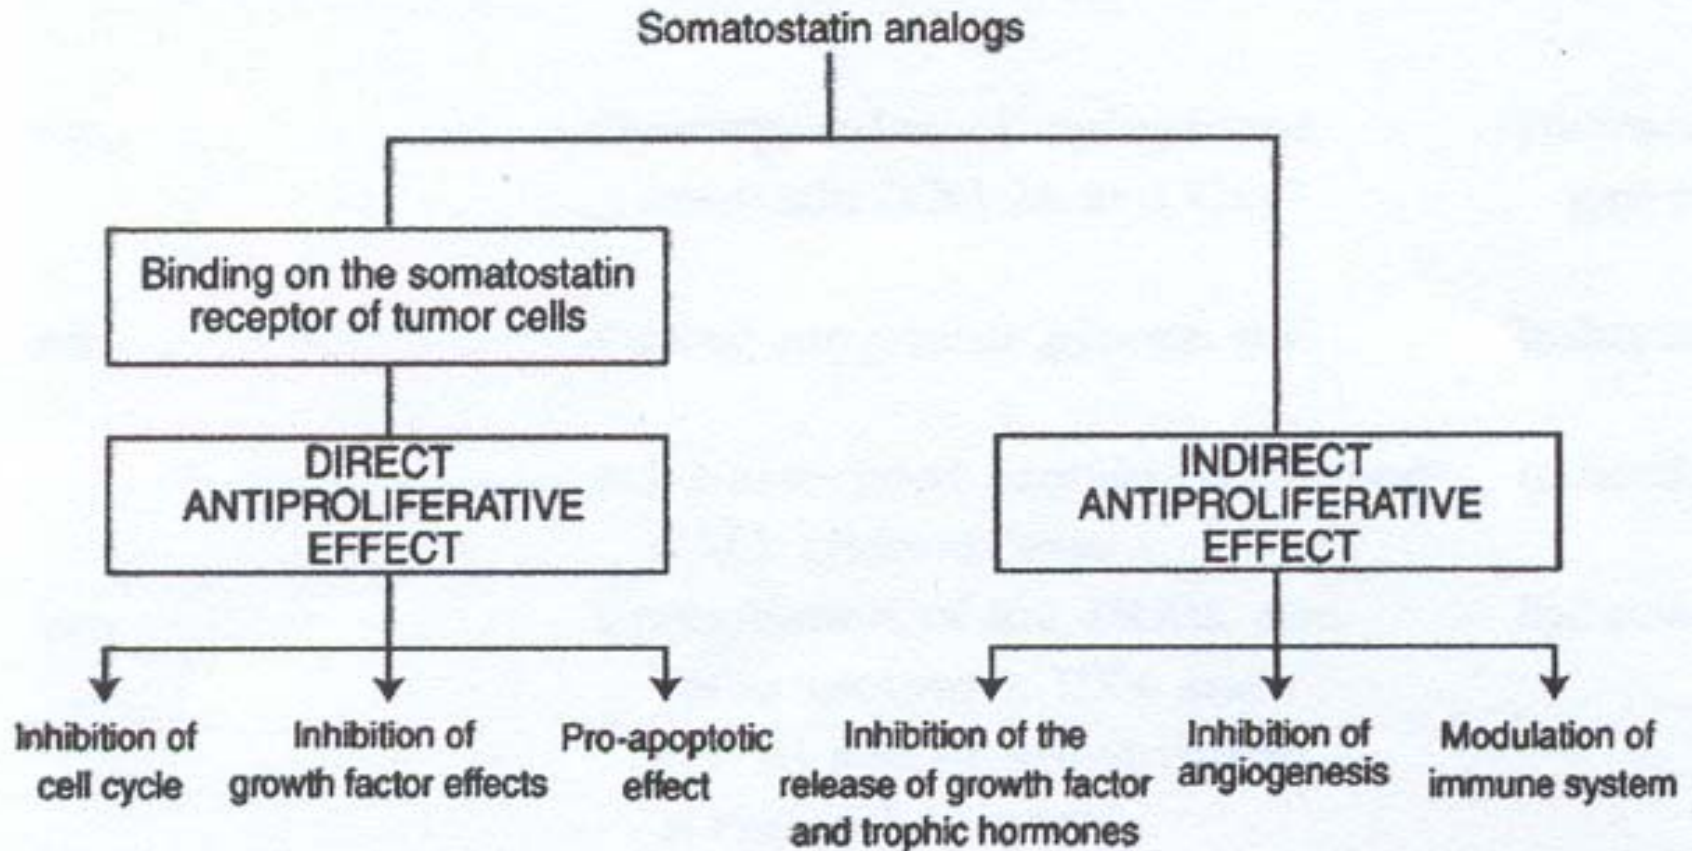 Somatostatin analogs
Binding on the somatostatin
receptor of tumor cells
DIRECT
ANTIPROLIFERATIVE
EFFECT
INDIRECT
ANTIPROLIFERATIVE
EFFECT
Inhibition of
cell cycle
Inhibition of
growth factor effects
Pro-apoptotic
effect
Inhibition of the
release of growth factor
and trophic hormones
Inhibition of
angiogenesis
Modulation of
immune system